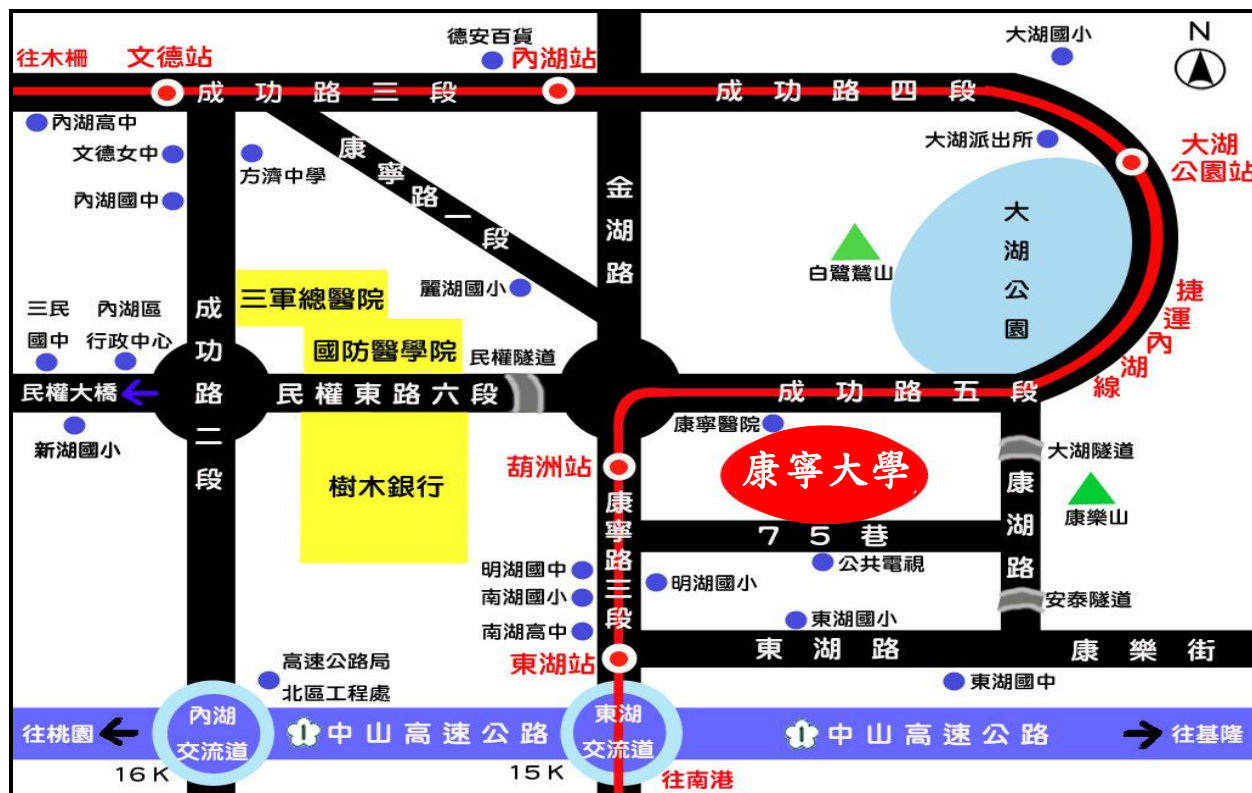 德安百貨
大湖國小
N
往木柵
文德站
內湖站
成功路三段
成功路四段
內湖高中
文德女中
方濟中學
康寧路一段
大湖派出所
大湖
公園站
內湖國中
金湖路
大湖公園
白鷺鷥山
三軍總醫院
麗湖國小
捷運內湖線
三民
國中
內湖區
行政中心
成功路二段
國防醫學院
民權隧道
民權大橋
民權東路六段
成功路五段
新湖國小
康寧醫院
康寧大學
大湖隧道
葫洲站
樹木銀行
康湖路
康樂山
康寧路三段
75巷
明湖國中
明湖國小
公共電視
南湖國小
安泰隧道
南湖高中
東湖國小
東湖站
東湖路
康樂街
高速公路局
北區工程處
東湖國中
往桃園
內湖
交流道
1中山高速公路
東湖
交流道
1中山高速公路
往基隆
16K
15K
往南港